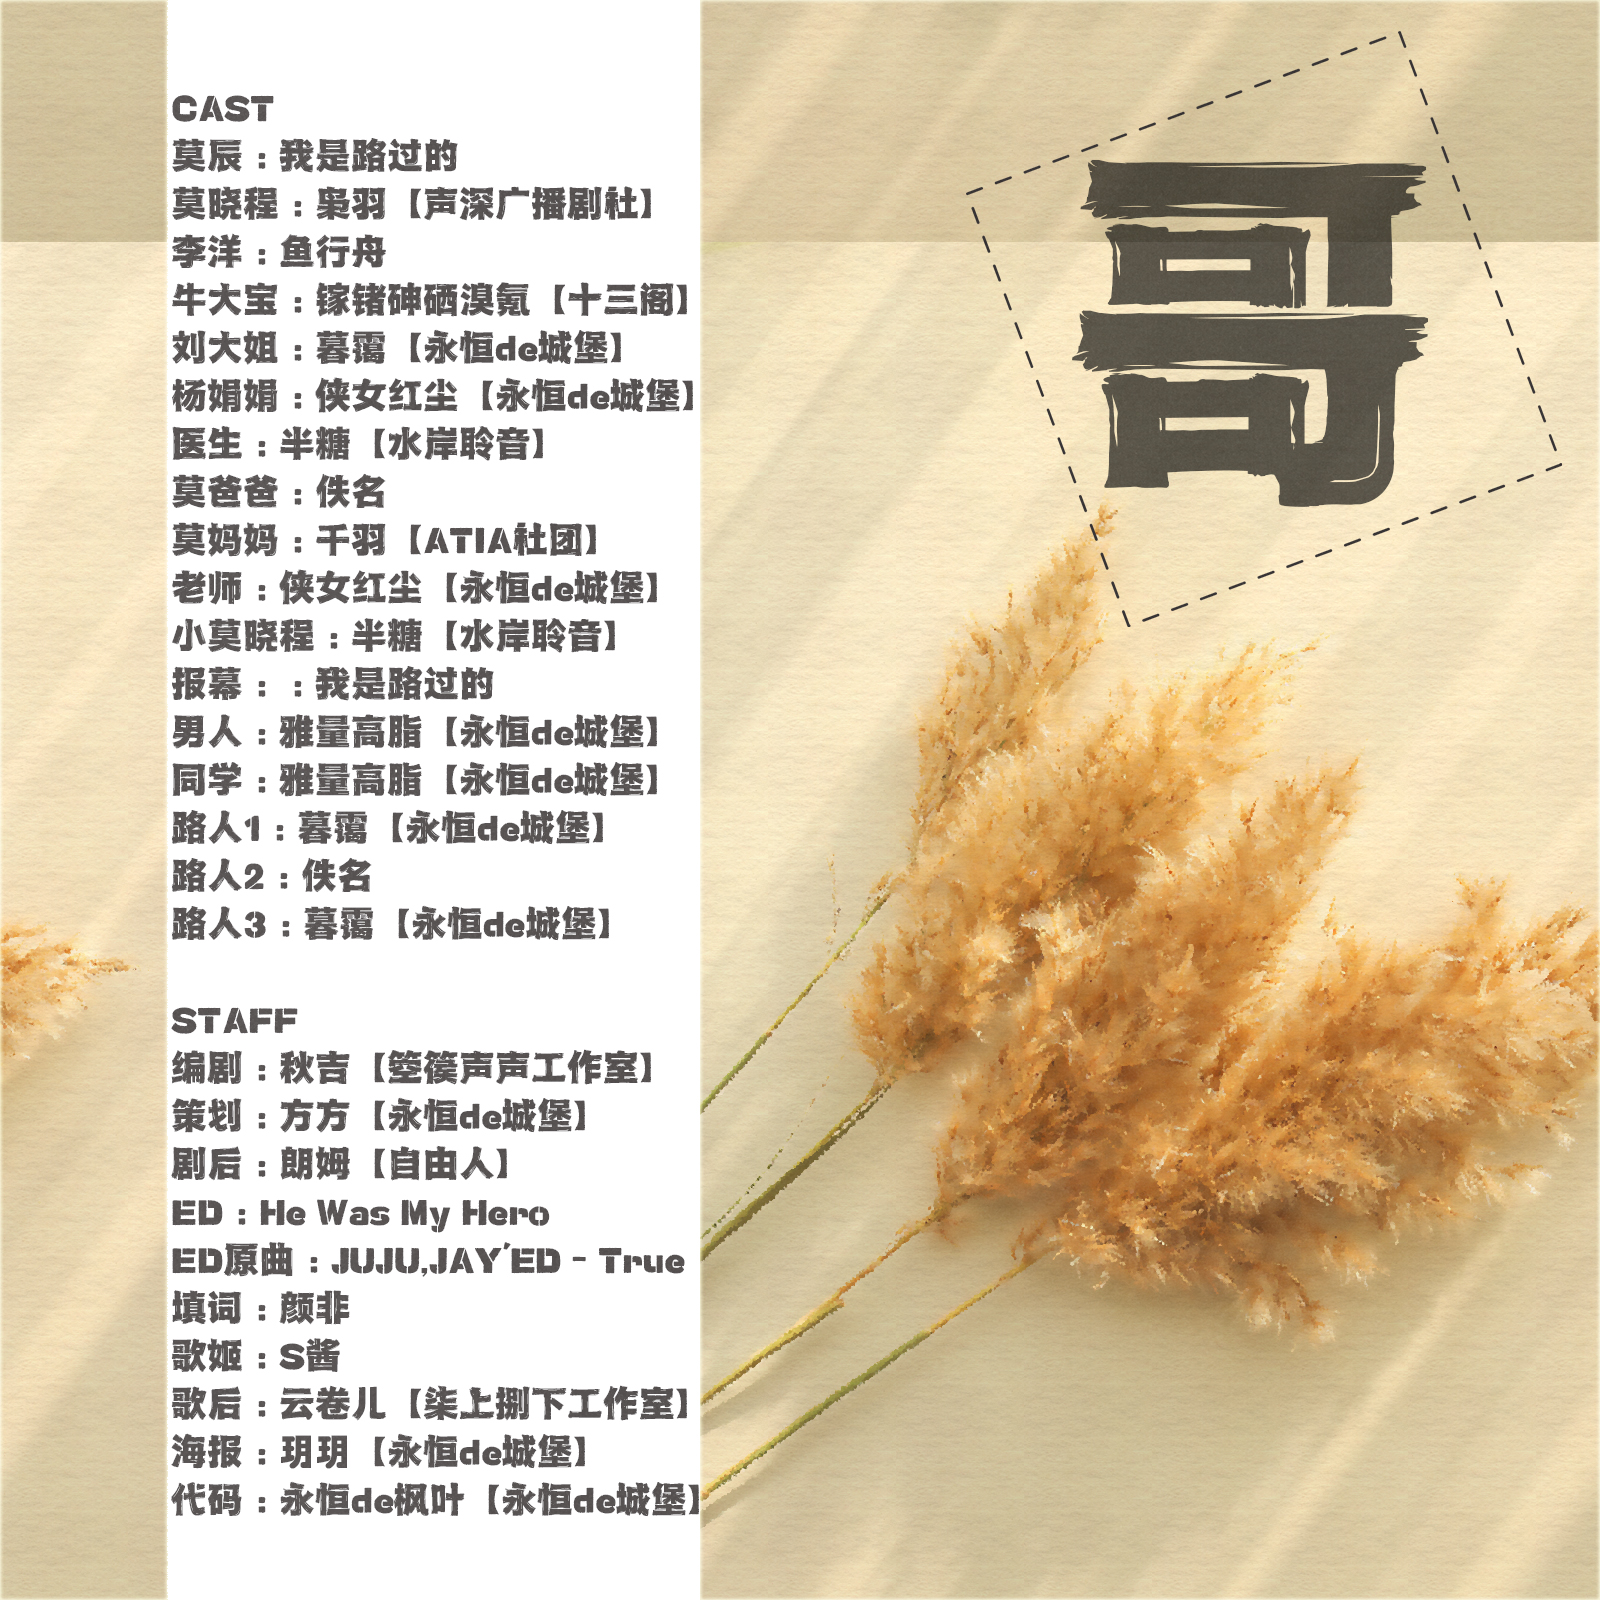 CAST
莫辰：我是路过的
莫晓程：枭羽【声深广播剧社】
李洋：鱼行舟
牛大宝：镓锗砷硒溴氪【十三阁】
刘大姐：暮霭【永恒de城堡】
杨娟娟：侠女红尘【永恒de城堡】
医生：半糖【水岸聆音】
莫爸爸：佚名
莫妈妈：千羽【ATIA社团】
老师：侠女红尘【永恒de城堡】
小莫晓程：半糖【水岸聆音】
报幕：：我是路过的
男人：雅量高脂【永恒de城堡】
同学：雅量高脂【永恒de城堡】
路人1：暮霭【永恒de城堡】
路人2：佚名
路人3：暮霭【永恒de城堡】
STAFF
编剧：秋吉【箜篌声声工作室】
策划：方方【永恒de城堡】
剧后：朗姆【自由人】
ED：He Was My Hero
ED原曲：JUJU,JAY'ED - True
填词：颜非
歌姬：S酱
歌后：云卷儿【柒上捌下工作室】
海报：玥玥【永恒de城堡】
代码：永恒de枫叶【永恒de城堡】
哥